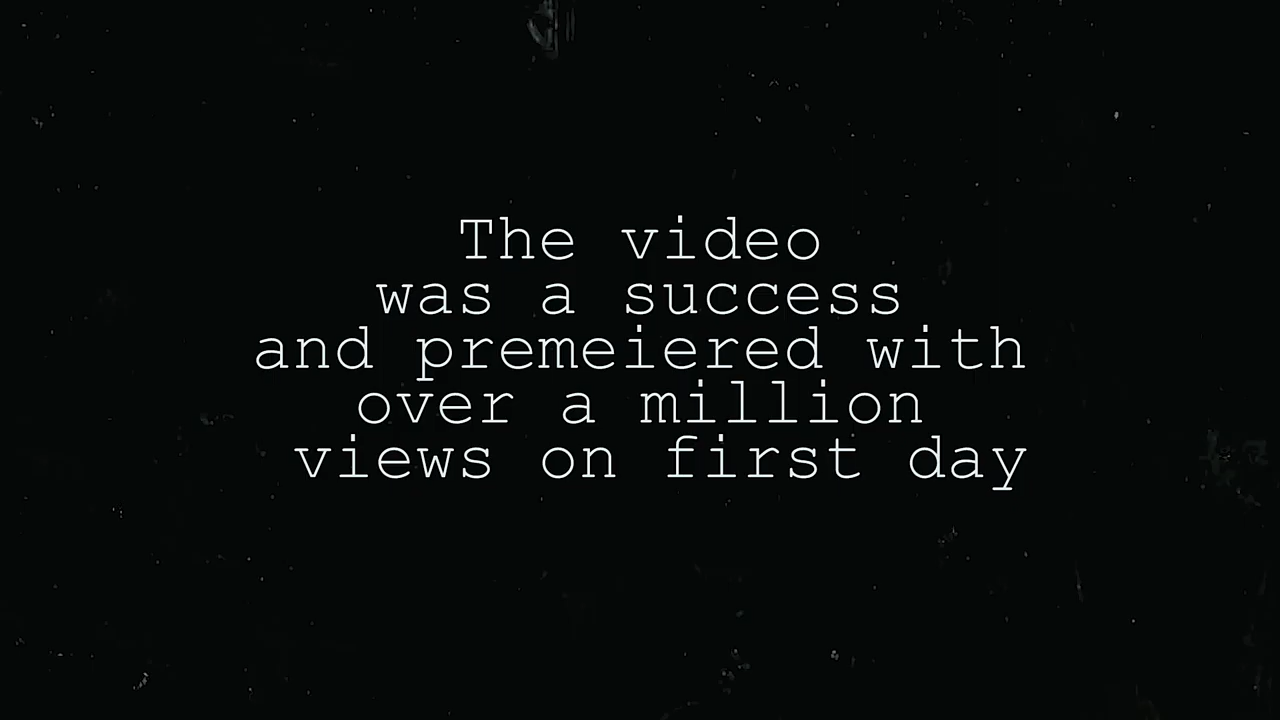 The video
was a success
and premeiered with
over a million
views on first day